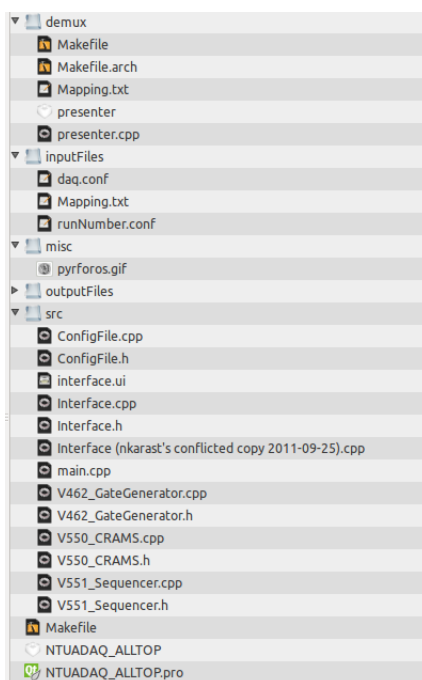 demux
Makefile
Makefile.arch
Mapping.txt
presenter
presenter.cpp
inputFiles
daq.conf
Mapping.txt
runNumber.conf
misc
pyrforos.gif
outputFiles
src
ConfigFile.cpp
ConfigFile.h
interface.ui
Interface.cpp
Interface.h
Interface (nkarast's conflicted copy 2011-09-25).cpp
main.cpp
V462_GateGenerator.cpp
V462_GateGenerator.h
V550_CRAMS.cpp
V550_CRAMS.h
V551_Sequencer.cpp
V551_Sequencer.h
Makefile
NTUADAQ_ALLTOP
NTUADAQ_ALLTOP.pro